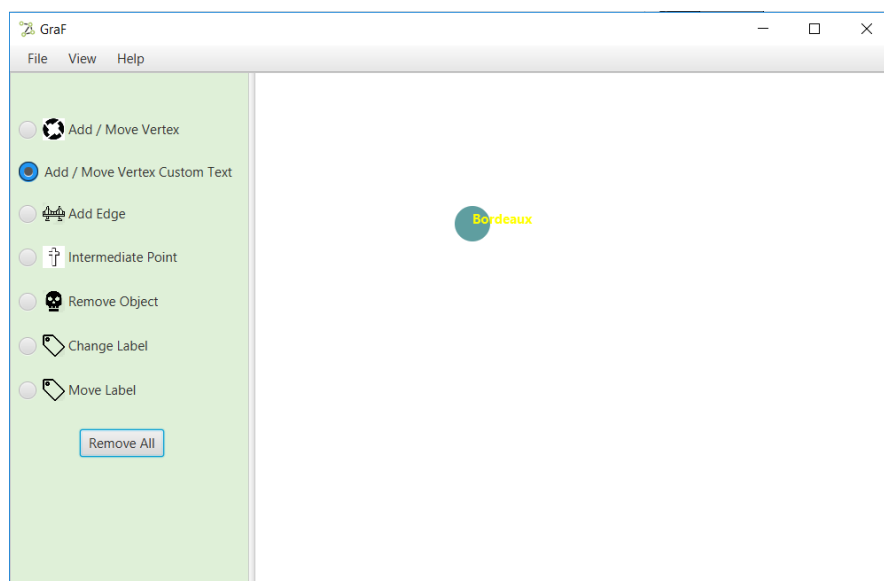 GraF
File View Help
Add / Move Vertex
Add / Move Vertex Custom Text
Add Edge
Intermediate Point
Remove Object
Change Label
Move Label
Remove All
Bordeaux